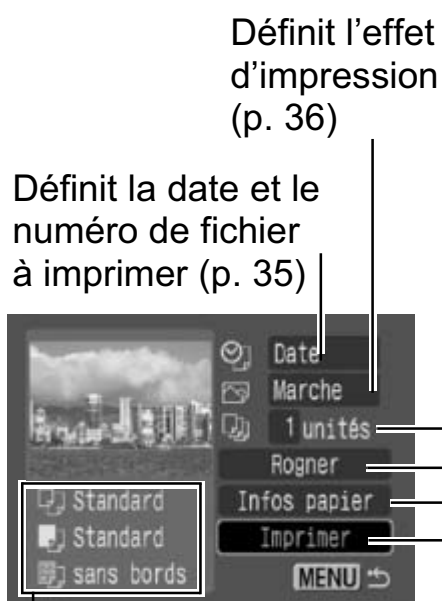 Définit l’effet
d’impression
(p. 36)
Définit la date et le
numéro de fichier
à imprimer (p. 35)
Date
Marche
1 unités
Rogner
Standard
Infos papier
Standard
Imprimer
sans bords
MENU